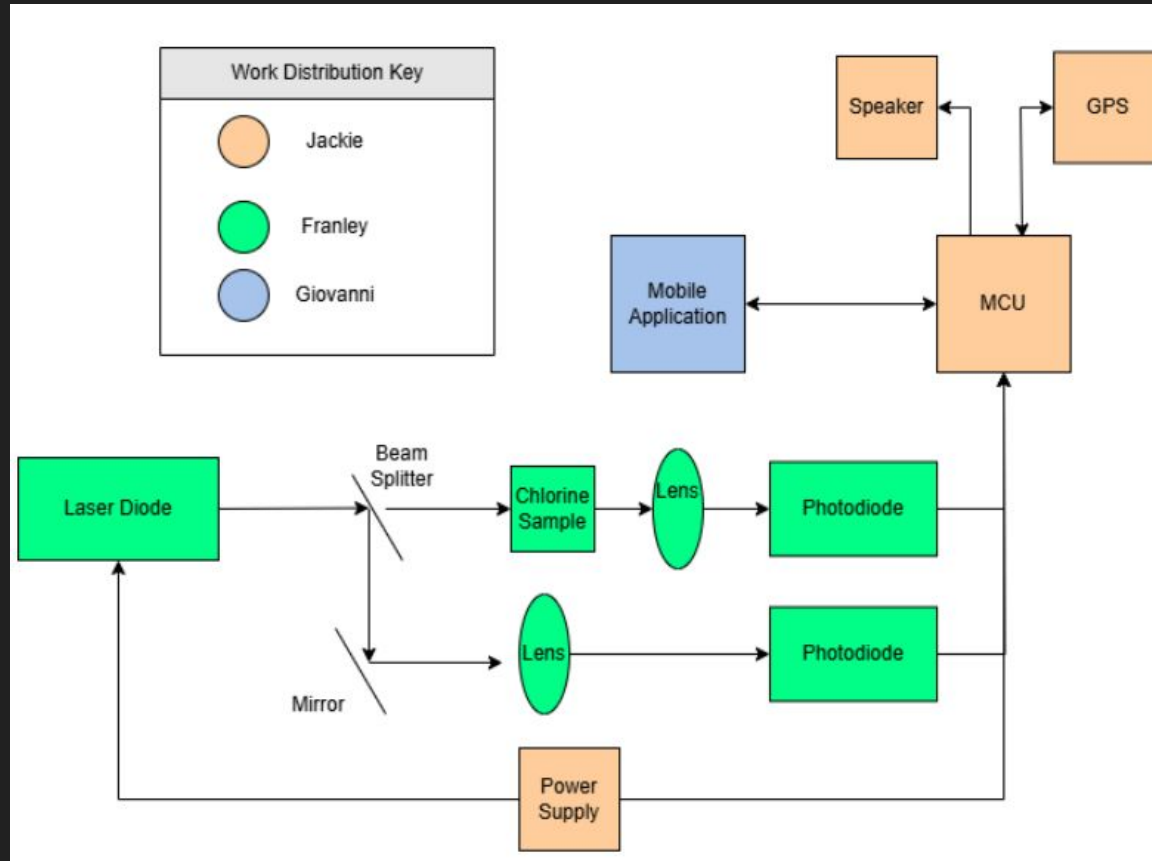 Work Distribution Key
Jackie
Franley
Giovanni
Speaker
GPS
Mobile
Application
MCU
Beam
Splitter
Laser Diode
Chlorine
Sample
Lens
Photodiode
Lens
Photodiode
Mirror
Power
Supply